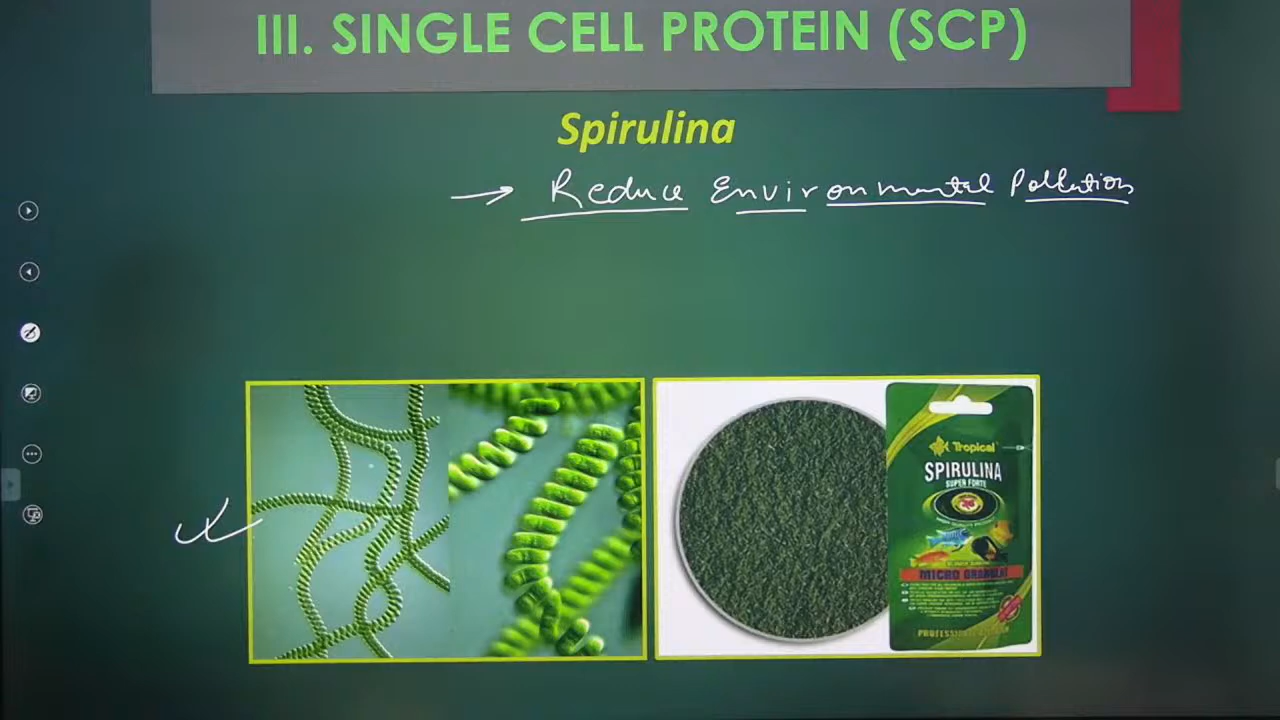 III. SINGLE CELL PROTEIN (SCP)
Spirulina
→ Reduce Environmental Pollution
Tropical
SPIRULINA
SUPER FORTE
MICRO GRANULAT